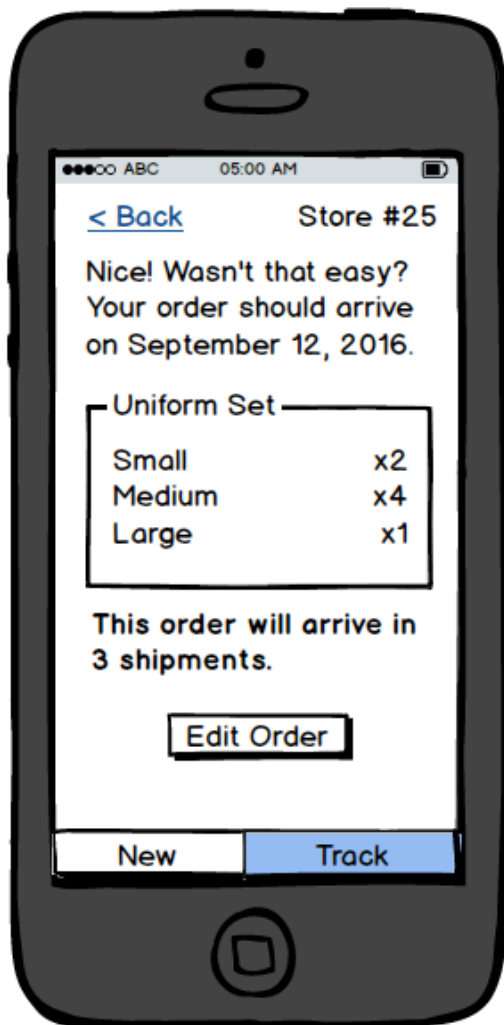 ABC 05:00 AM
< Back Store #25
Nice! Wasn't that easy?
Your order should arrive
on September 12, 2016.
Uniform Set
Small x2
Medium x4
Large x1
This order will arrive in
3 shipments.
Edit Order
New Track